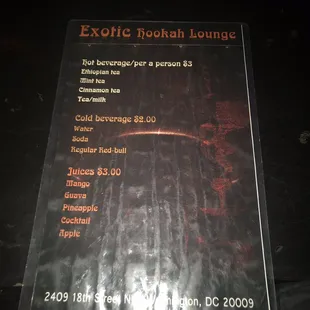 Exotic Hookah Lounge
Hot beverage/per a person $3
Ethiopian tea
Mint tea
Cinnamon tea
Tea/milk
Cold beverage $2.00
Water
Soda
Regular Red-bull
Juices $3.00
Mango
Guava
Pineapple
Cocktail
Apple
2409 18th Street DC 20009